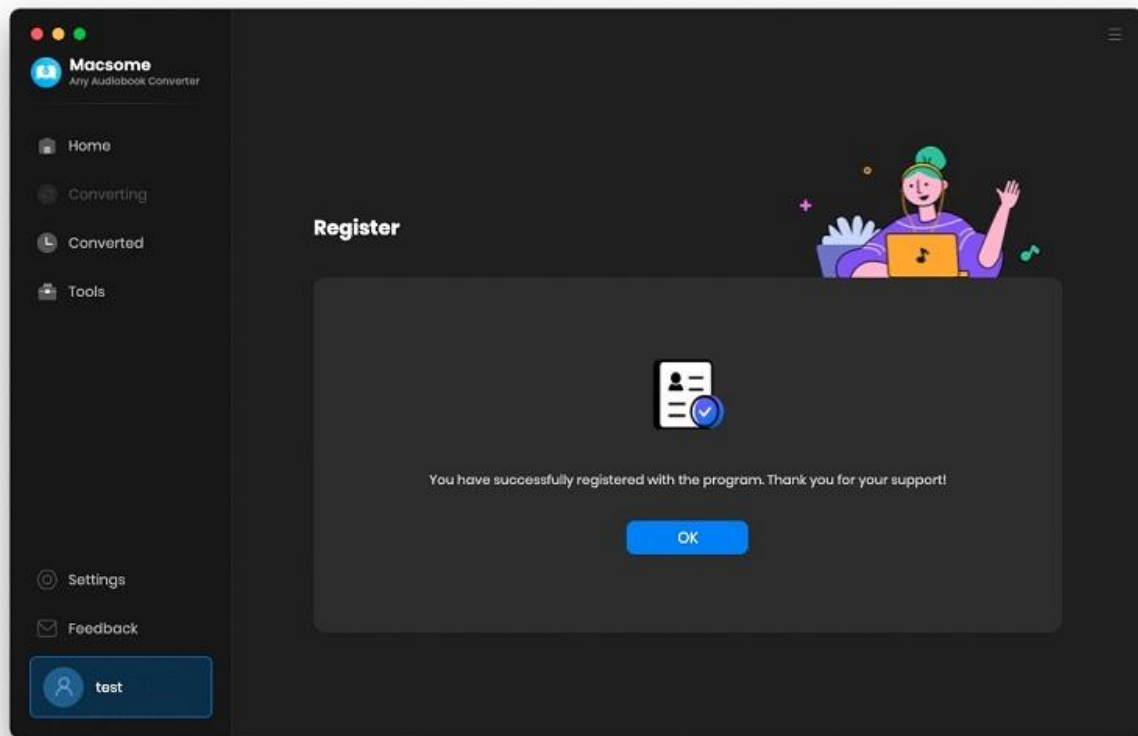 Macsome
Any Audiobook Converter
Home
Converting
Converted
Tools
Register
You have successfully registered with the program. Thank you for your support!
OK
Settings
Feedback
test